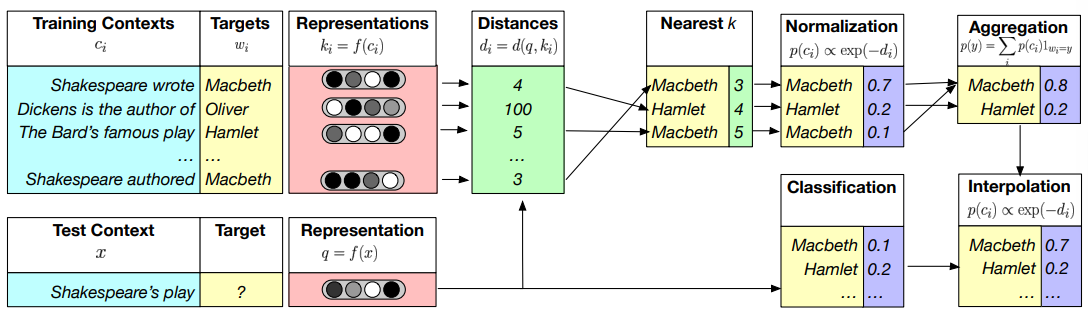 Training Contexts
c_i
Targets
w_i
Shakespeare wrote Macbeth
Dickens is the author of Oliver
The Bard's famous play Hamlet
... ...
Shakespeare authored Macbeth
Representations
k_i = f(c_i)
Distances
d_i = d(q, k_i)
4
100
5
...
3
Nearest k
Macbeth 3
Hamlet 4
Macbeth 5
Normalization
p(c_i) ∝ exp(−d_i)
Macbeth 0.7
Hamlet 0.2
Macbeth 0.1
Aggregation
p(y) = ∑_i p(c_i)1_{w_i=y}
Macbeth 0.8
Hamlet 0.2
Test Context
x
Target
Shakespeare's play ?
Representation
q = f(x)
Classification
Macbeth 0.1
Hamlet 0.2
... ...
Interpolation
p(c_i) ∝ exp(−d_i)
Macbeth 0.7
Hamlet 0.2
... ...